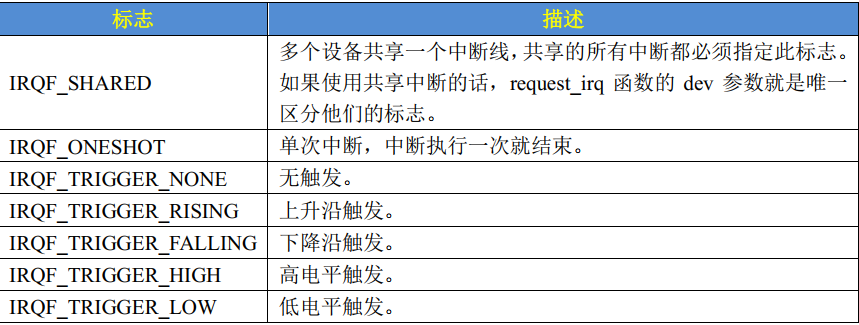 标志 描述
IRQF_SHARED
多个设备共享一个中断线，共享的所有中断都必须指定此标志。
如果使用共享中断的话，request_irq 函数的 dev 参数就是唯一
区分他们的标志。
IRQF_ONESHOT 单次中断，中断执行一次就结束。
IRQF_TRIGGER_NONE 无触发。
IRQF_TRIGGER_RISING 上升沿触发。
IRQF_TRIGGER_FALLING 下降沿触发。
IRQF_TRIGGER_HIGH 高电平触发。
IRQF_TRIGGER_LOW 低电平触发。